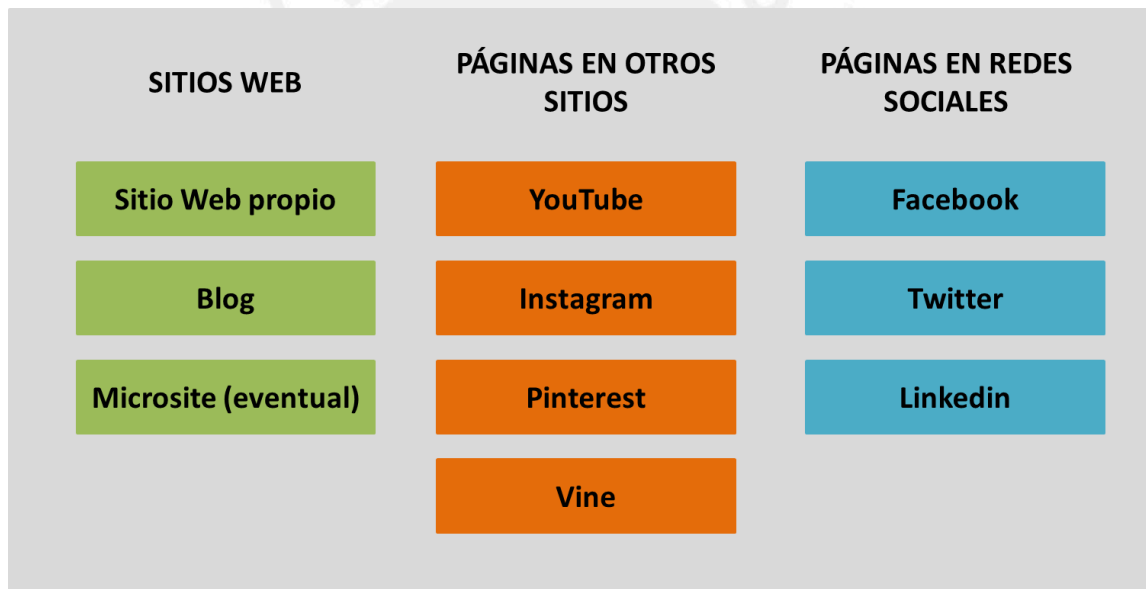 SITIOS WEB
Sitio Web propio
Blog
Microsite (eventual)
PÁGINAS EN OTROS
SITIOS
YouTube
Instagram
Pinterest
Vine
PÁGINAS EN REDES
SOCIALES
Facebook
Twitter
Linkedin